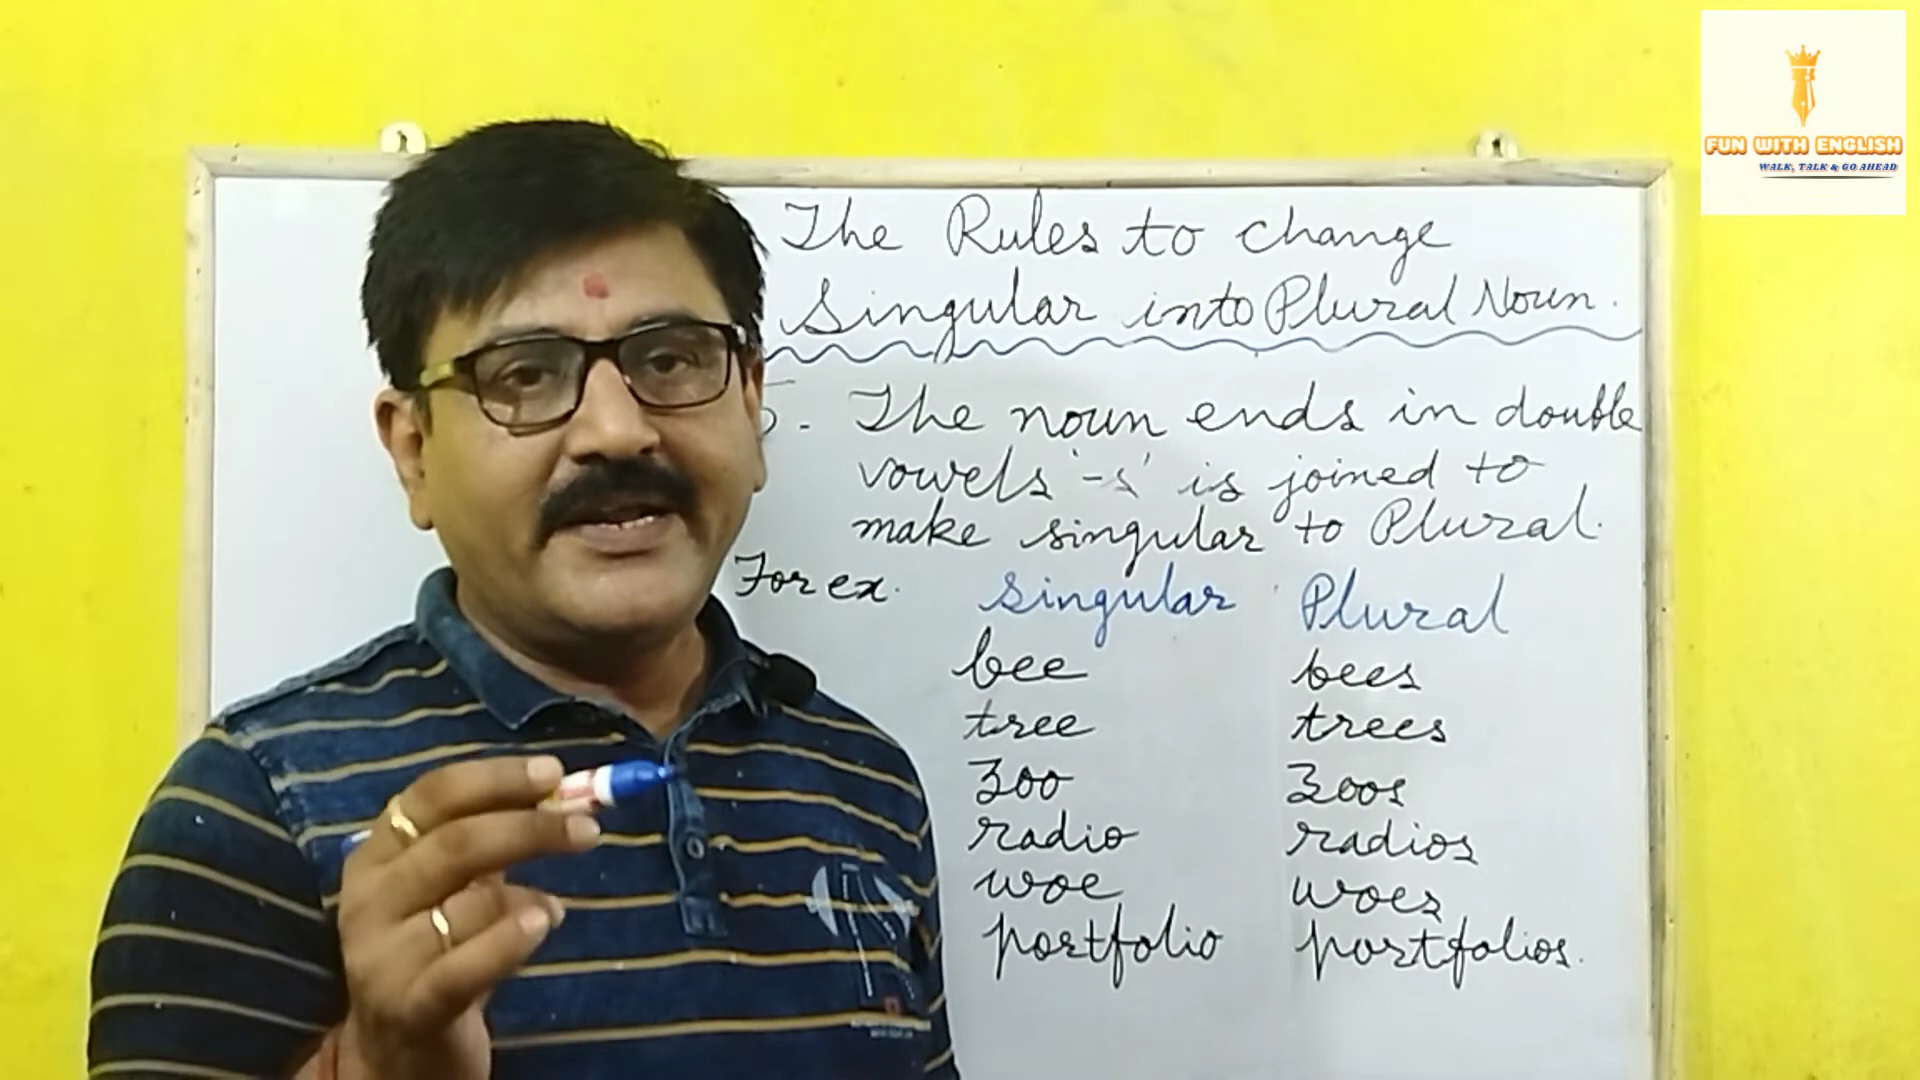 FUN WITH ENGLISH
WALK, TALK & GO AHEAD
The Rules to change
Singular into Plural Noun.
5. The noun ends in double
vowels '-s' is joined to
make singular to Plural.
For ex. Singular Plural
bee bees
tree trees
zoo zoos
radio radios
woe woes
portfolio portfolios.